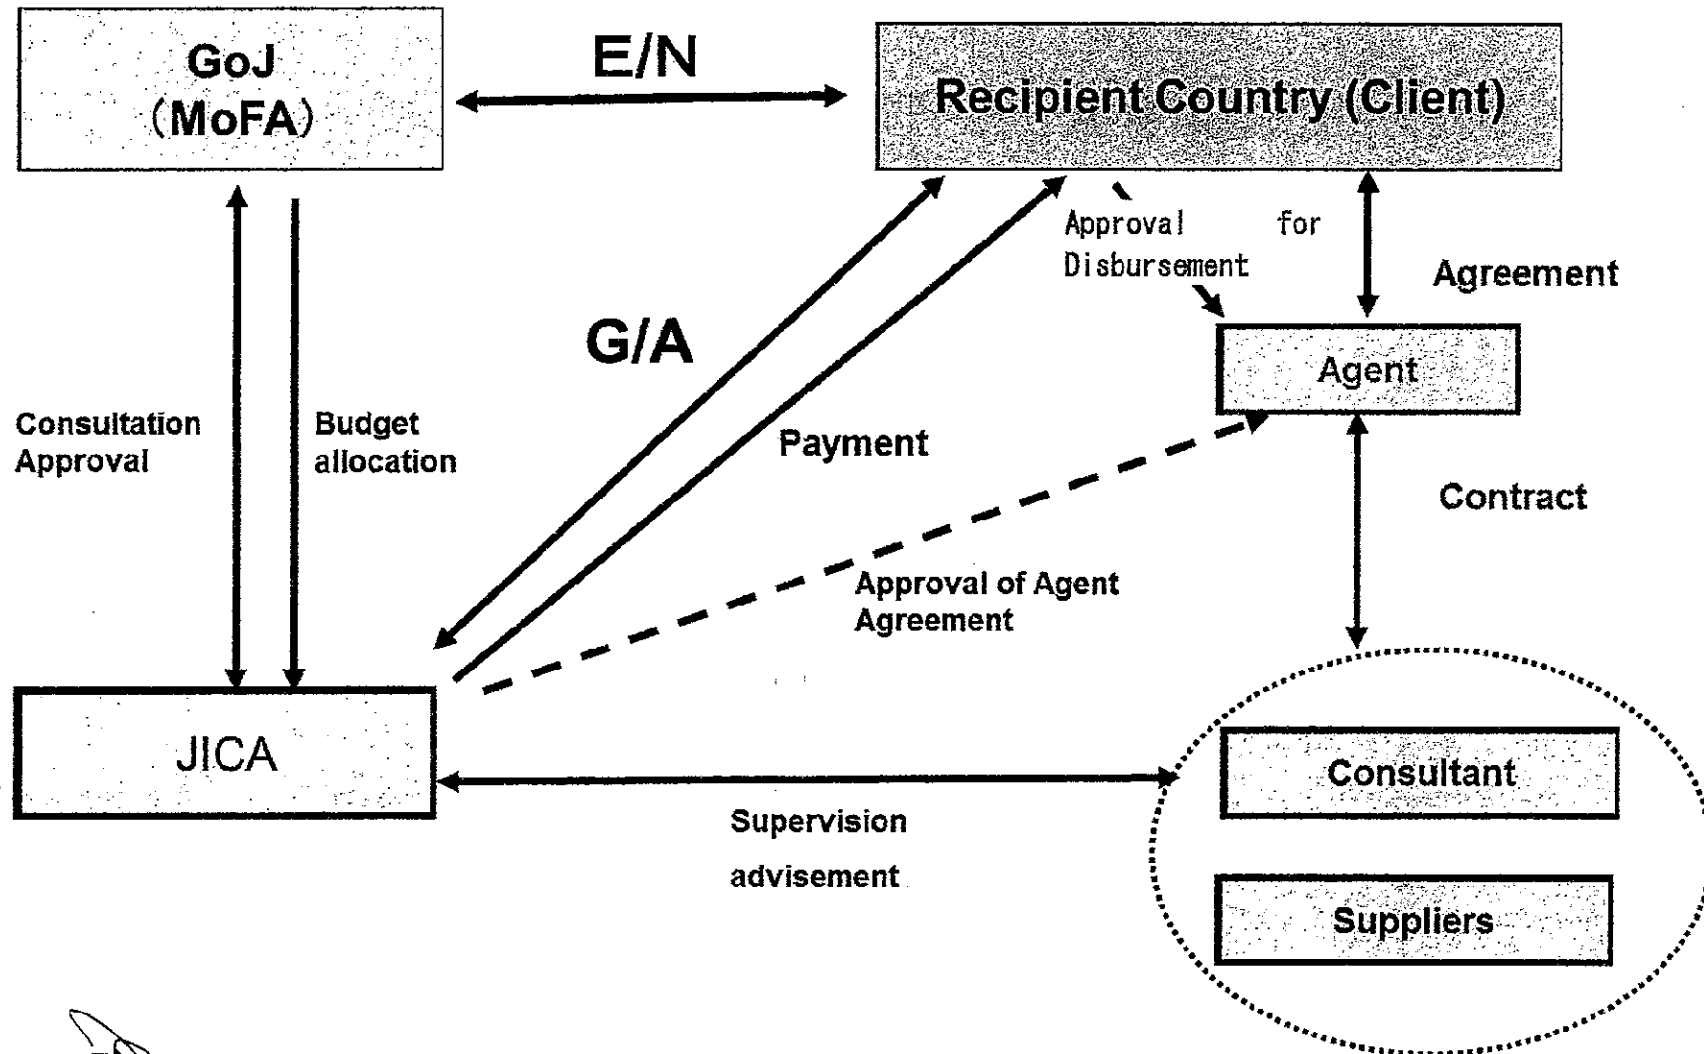 GoJ
（MoFA）
E/N
Recipient Country (Client)
Approval for
Disbursement
Agreement
G/A
Agent
Consultation
Approval
Budget
allocation
Payment
Contract
Approval of Agent
Agreement
JICA
Consultant
Supervision
advisement
Suppliers